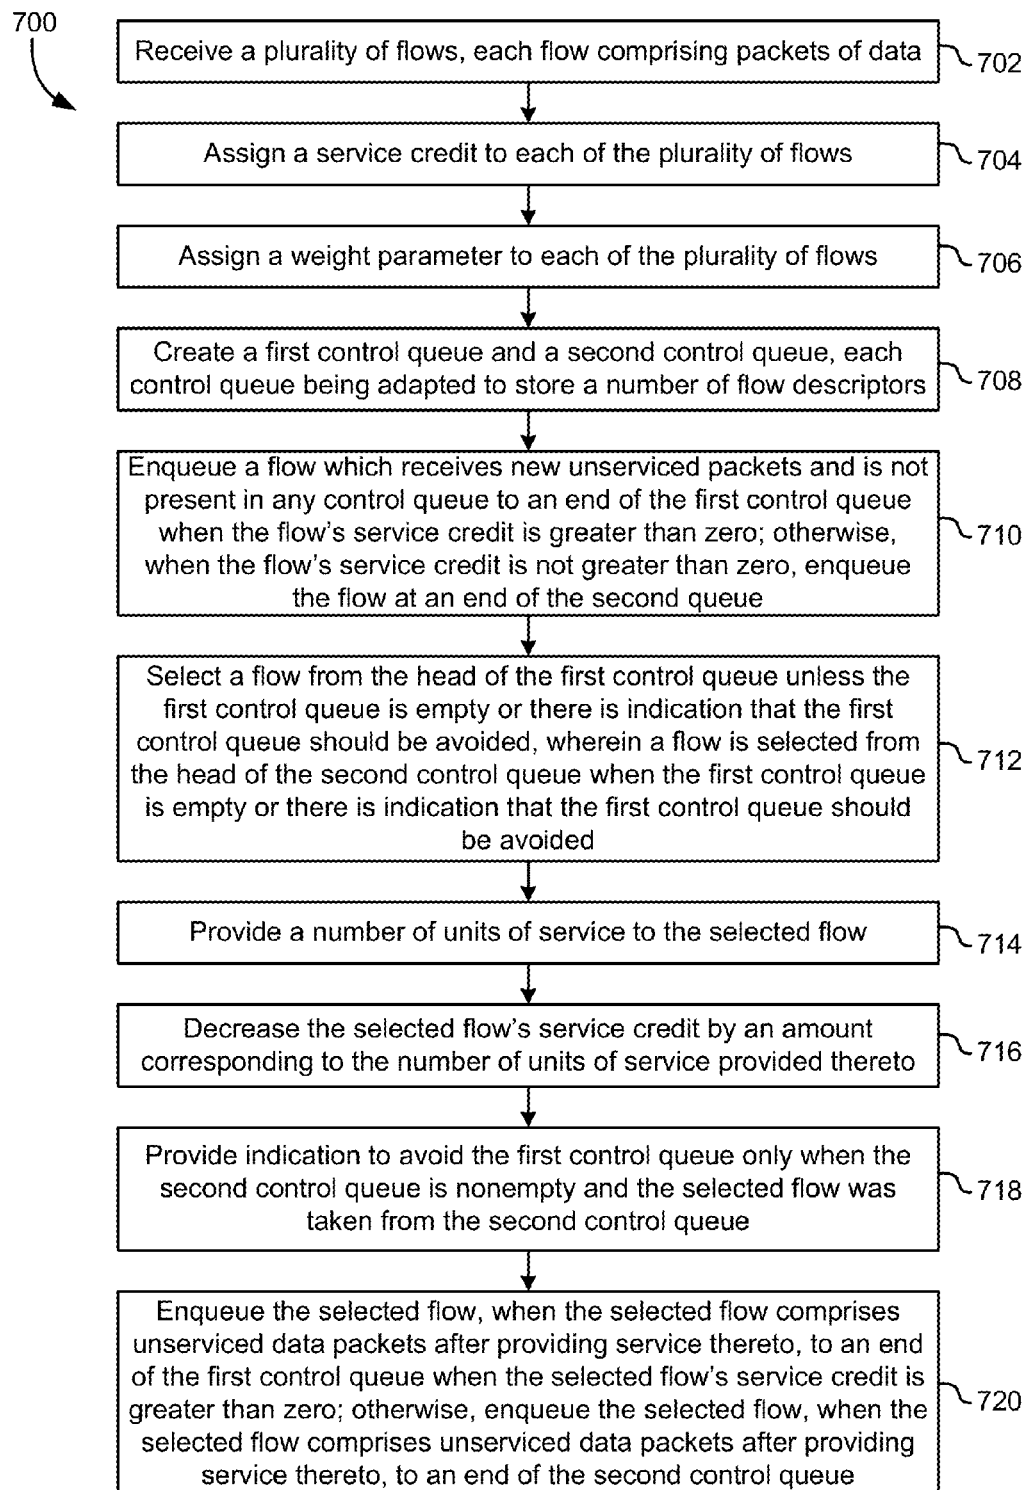 700
Receive a plurality of flows, each flow comprising packets of data
702
Assign a service credit to each of the plurality of flows
704
Assign a weight parameter to each of the plurality of flows
706
Create a first control queue and a second control queue, each
control queue being adapted to store a number of flow descriptors
708
Enqueue a flow which receives new unserviced packets and is not
present in any control queue to an end of the first control queue
when the flow's service credit is greater than zero; otherwise,
when the flow's service credit is not greater than zero, enqueue
the flow at an end of the second queue
710
Select a flow from the head of the first control queue unless the
first control queue is empty or there is indication that the first
control queue should be avoided, wherein a flow is selected from
the head of the second control queue when the first control queue
is empty or there is indication that the first control queue should
be avoided
712
Provide a number of units of service to the selected flow
714
Decrease the selected flow's service credit by an amount
corresponding to the number of units of service provided thereto
716
Provide indication to avoid the first control queue only when the
second control queue is nonempty and the selected flow was
taken from the second control queue
718
Enqueue the selected flow, when the selected flow comprises
unserviced data packets after providing service thereto, to an end
of the first control queue when the selected flow's service credit is
greater than zero; otherwise, enqueue the selected flow, when the
selected flow comprises unserviced data packets after providing
service thereto, to an end of the second control queue
720